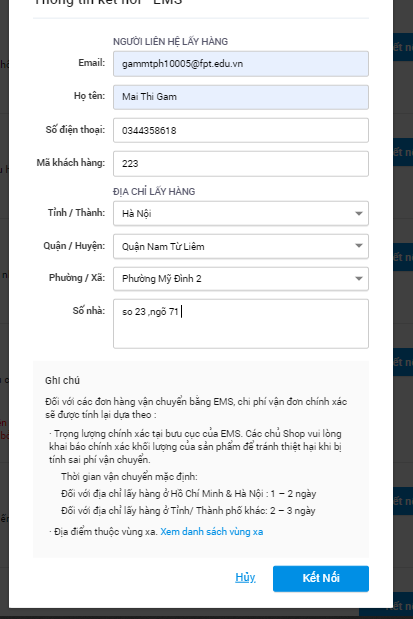 Thông tin kết nối - EMS
NGƯỜI LIÊN HỆ LẤY HÀNG
Email: gammtph10005@fpt.edu.vn
Họ tên: Mai Thi Gam
Số điện thoại: 0344358618
Mã khách hàng: 223
ĐỊA CHỈ LẤY HÀNG
Tỉnh / Thành: Hà Nội
Quận / Huyện: Quận Nam Từ Liêm
Phường / Xã: Phường Mỹ Đình 2
Số nhà: so 23 ,ngõ 71
Ghi chú
Đối với các đơn hàng vận chuyển bằng EMS, chi phí vận đơn chính xác
sẽ được tính lại dựa theo :
· Trọng lượng chính xác tại bưu cục của EMS. Các chủ Shop vui lòng
khai báo chính xác khối lượng của sản phẩm để tránh thiệt hại khi bị
tính sai phí vận chuyển.
Thời gian vận chuyển mặc định:
Đối với địa chỉ lấy hàng ở Hồ Chí Minh & Hà Nội : 1 – 2 ngày
Đối với địa chỉ lấy hàng ở Tỉnh/ Thành phố khác: 2 – 3 ngày
· Địa điểm thuộc vùng xa. Xem danh sách vùng xa
Hủy
Kết Nối